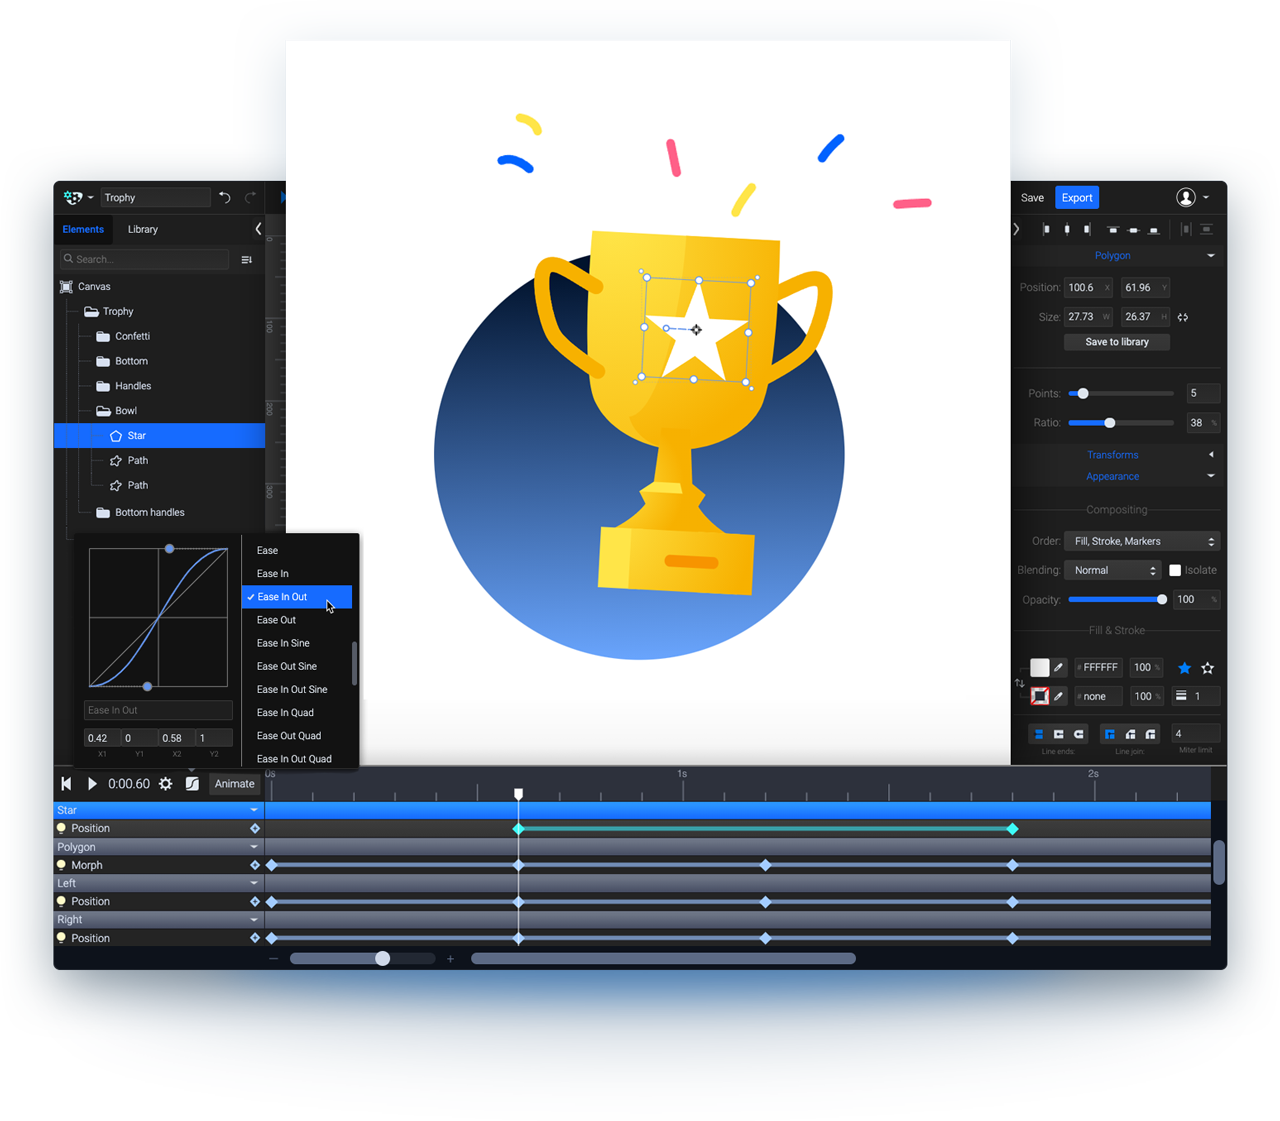 Trophy
Save
Export
Elements
Library
Search...
Canvas
Trophy
Confetti
Bottom
Handles
Bowl
Star
Path
Path
Bottom handles
0
100
200
300
Polygon
Position:
100.6 X
61.96 Y
Size:
27.73 W
26.37 H
Save to library
Points:
5
Ratio:
38 %
Transforms
Appearance
Compositing
Order:
Fill, Stroke, Markers
Blending:
Normal
Isolate
Opacity:
100 %
Fill & Stroke
# FFFFFF
100 %
# none
100 %
1
4
Line ends:
Line join:
Miter limit
Ease
Ease In
✓ Ease In Out
Ease Out
Ease In Sine
Ease Out Sine
Ease In Out Sine
Ease In Quad
Ease Out Quad
Ease In Out Quad
Ease In Out
0.42
0
0.58
1
X1
Y1
X2
Y2
0:00.60
Animate
0s
1s
2s
Star
Position
Polygon
Morph
Left
Position
Right
Position